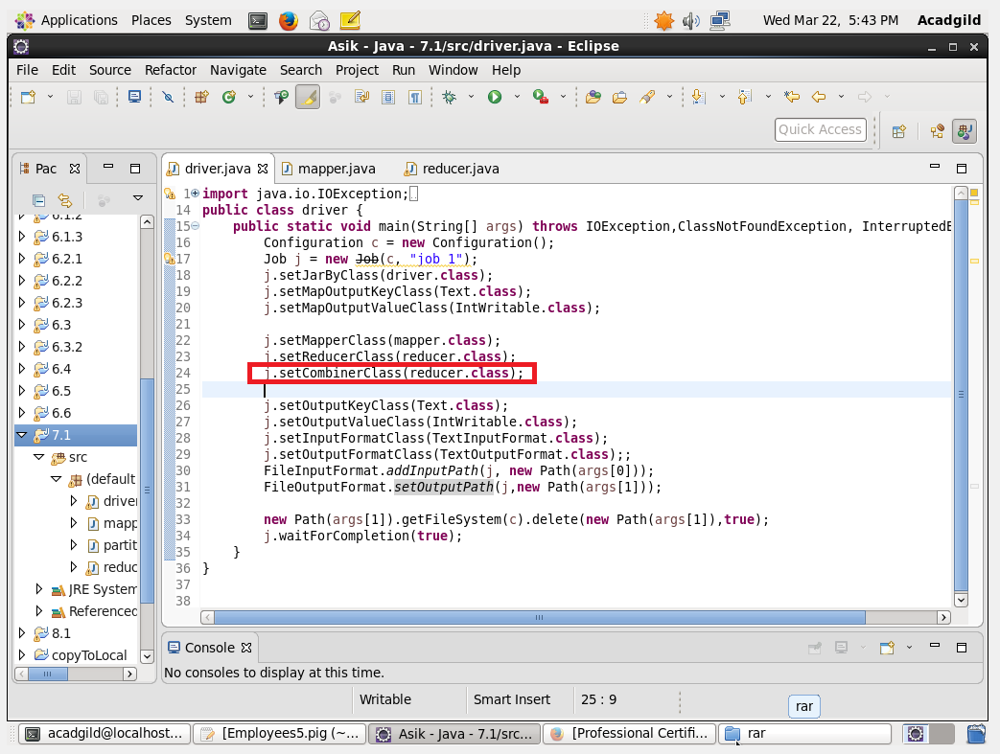 Applications Places System Wed Mar 22, 5:43 PM Acadgild
Asik - Java - 7.1/src/driver.java - Eclipse
File Edit Source Refactor Navigate Search Project Run Window Help
Quick Access
Pac
driver.java mapper.java reducer.java
6.1.2
6.1.3
6.2.1
6.2.2
6.2.3
6.3
6.3.2
6.4
6.5
6.6
7.1
src
(default
driver
mapp
partit
reduc
JRE System
Referenced
8.1
copyToLocal
1 import java.io.IOException;
14 public class driver {
15 public static void main(String[] args) throws IOException,ClassNotFoundException, InterruptedE
16 Configuration c = new Configuration();
17 Job j = new Job(c, "job 1");
18 j.setJarByClass(driver.class);
19 j.setMapOutputKeyClass(Text.class);
20 j.setMapOutputValueClass(IntWritable.class);
21
22 j.setMapperClass(mapper.class);
23 j.setReducerClass(reducer.class);
24 j.setCombinerClass(reducer.class);
25
26 j.setOutputKeyClass(Text.class);
27 j.setOutputValueClass(IntWritable.class);
28 j.setInputFormatClass(TextInputFormat.class);
29 j.setOutputFormatClass(TextOutputFormat.class);;
30 FileInputFormat.addInputPath(j, new Path(args[0]));
31 FileOutputFormat.setOutputPath(j,new Path(args[1]));
32
33 new Path(args[1]).getFileSystem(c).delete(new Path(args[1]),true);
34 j.waitForCompletion(true);
35 }
36 }
37
38
Console
No consoles to display at this time.
Writable Smart Insert 25 : 9
rar
acadgild@localhost... [Employees5.pig (~... Asik - Java - 7.1/src... [Professional Certifi... rar